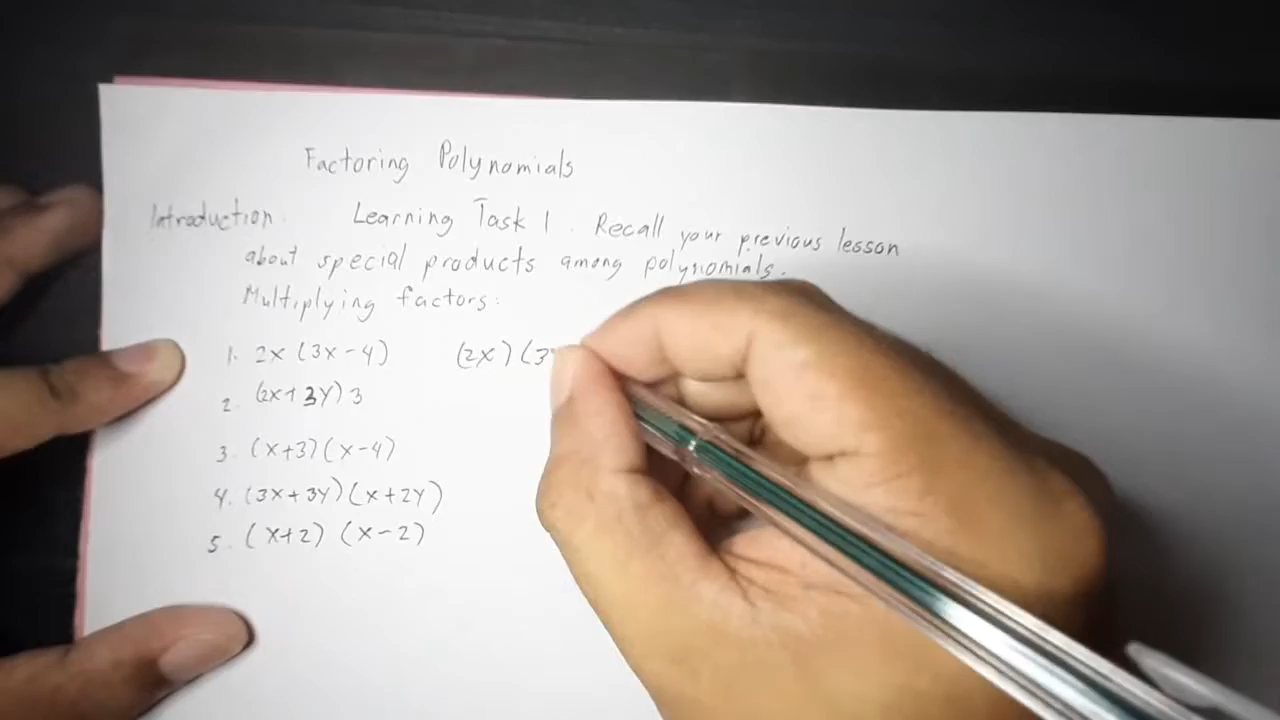 Factoring Polynomials
Introduction. Learning Task 1. Recall your previous lesson
about special products among polynomials.
Multiplying factors:
1. 2x (3x - 4) (2x) (3
2. (2x + 3y) 3
3. (x+3) (x-4)
4. (3x + 3y) (x + 2y)
5. (x+2) (x-2)